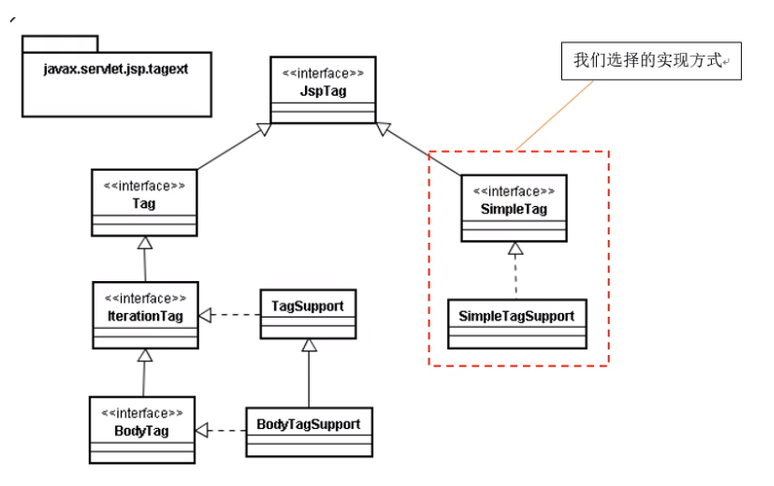 javax.servlet.jsp.tagext
我们选择的实现方式
<<interface>>
JspTag
<<interface>>
Tag
<<interface>>
SimpleTag
<<interface>>
IterationTag
TagSupport
SimpleTagSupport
<<interface>>
BodyTag
BodyTagSupport